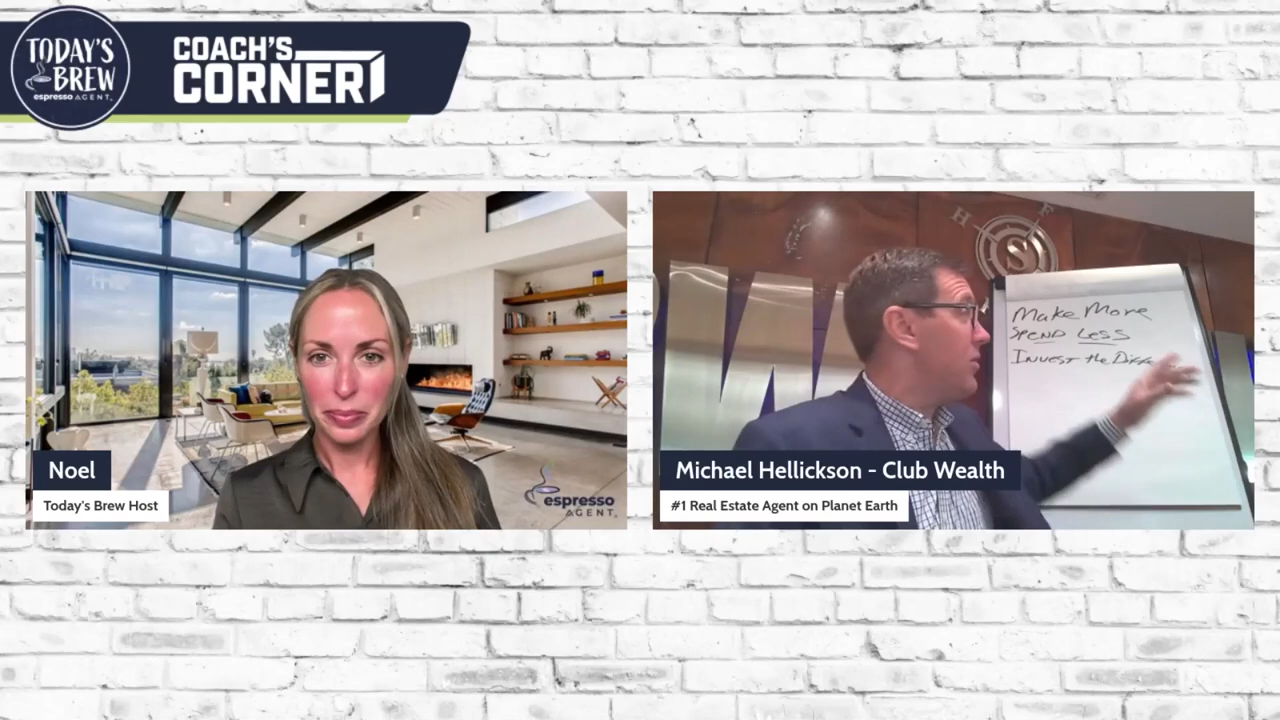 TODAY'S
BREW
espresso AGENT
COACH'S
CORNER
H
S
Make More
SPEND Less
INVEST the
Noel
Today's Brew Host
espresso
AGENT
Michael Hellickson - Club Wealth
#1 Real Estate Agent on Planet Earth